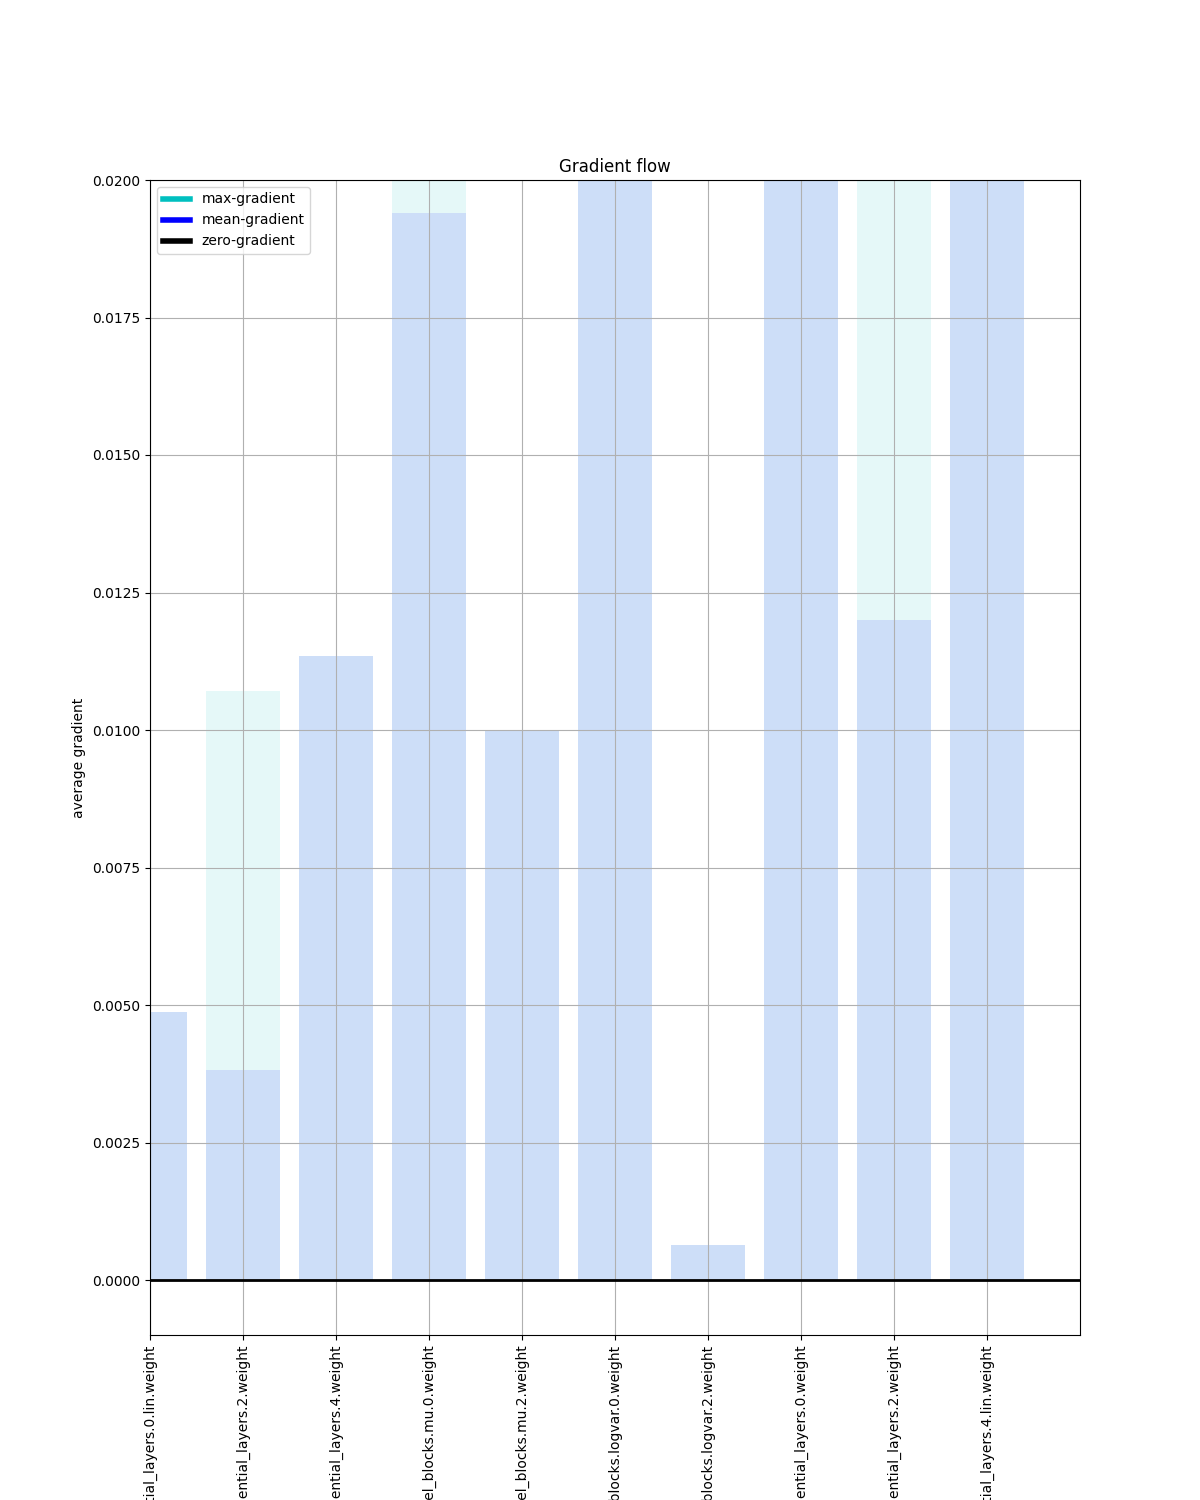 Gradient flow
max-gradient
mean-gradient
zero-gradient
0.0200
0.0175
0.0150
0.0125
0.0100
0.0075
0.0050
0.0025
0.0000
average gradient
tial_layers.0.lin.weight
ential_layers.2.weight
ential_layers.4.weight
el_blocks.mu.0.weight
el_blocks.mu.2.weight
blocks.logvar.0.weight
blocks.logvar.2.weight
ential_layers.0.weight
ential_layers.2.weight
tial_layers.4.lin.weight